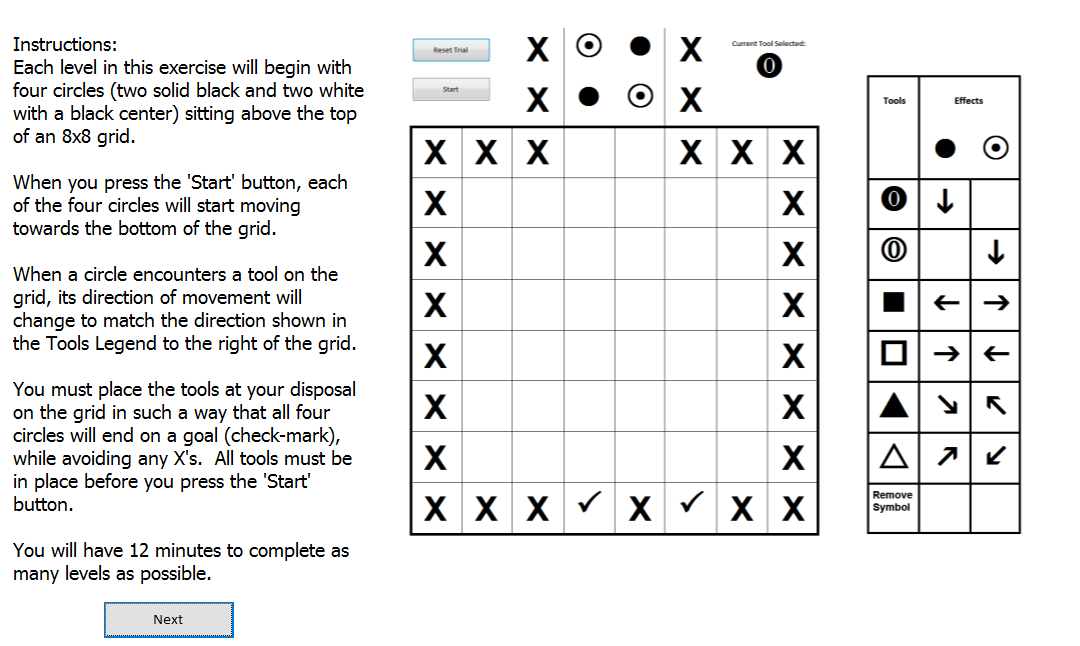 Instructions:
Each level in this exercise will begin with
four circles (two solid black and two white
with a black center) sitting above the top
of an 8x8 grid.
When you press the 'Start' button, each
of the four circles will start moving
towards the bottom of the grid.
When a circle encounters a tool on the
grid, its direction of movement will
change to match the direction shown in
the Tools Legend to the right of the grid.
You must place the tools at your disposal
on the grid in such a way that all four
circles will end on a goal (check-mark),
while avoiding any X's. All tools must be
in place before you press the 'Start'
button.
You will have 12 minutes to complete as
many levels as possible.
Next
Reset Trial
Start
Current Tool Selected:
0
X X
X X
X X X X X X
X X
X X
X X
X X
X X
X X
X X X ✓ X ✓ X X
Tools Effects
0 ↓
0 ↓
■ ← →
□ → ←
▲ ↘ ↖
△ ↗ ↙
Remove
Symbol